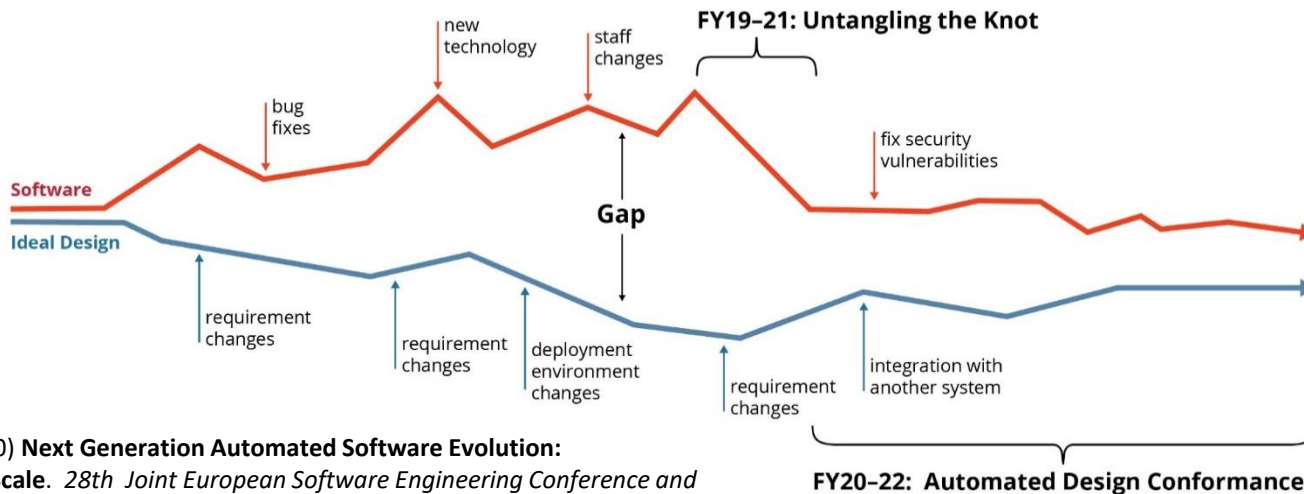 FY19–21: Untangling the Knot
new
technology
staff
changes
bug
fixes
fix security
vulnerabilities
Software
Gap
Ideal Design
requirement
changes
requirement
changes
deployment
environment
changes
requirement
changes
integration with
another system
0) Next Generation Automated Software Evolution:
cale. 28th Joint European Software Engineering Conference and
FY20–22: Automated Design Conformance